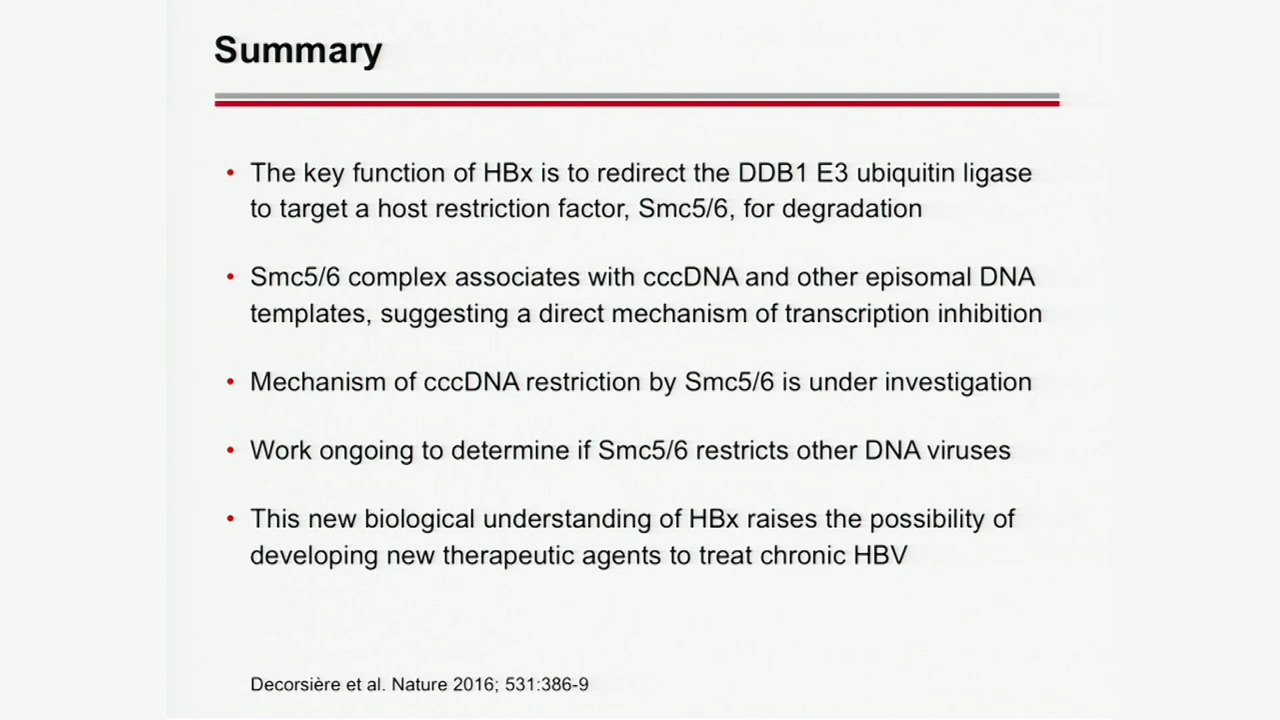 Summary
• The key function of HBx is to redirect the DDB1 E3 ubiquitin ligase
to target a host restriction factor, Smc5/6, for degradation
• Smc5/6 complex associates with cccDNA and other episomal DNA
templates, suggesting a direct mechanism of transcription inhibition
• Mechanism of cccDNA restriction by Smc5/6 is under investigation
• Work ongoing to determine if Smc5/6 restricts other DNA viruses
• This new biological understanding of HBx raises the possibility of
developing new therapeutic agents to treat chronic HBV
Decorsière et al. Nature 2016; 531:386-9